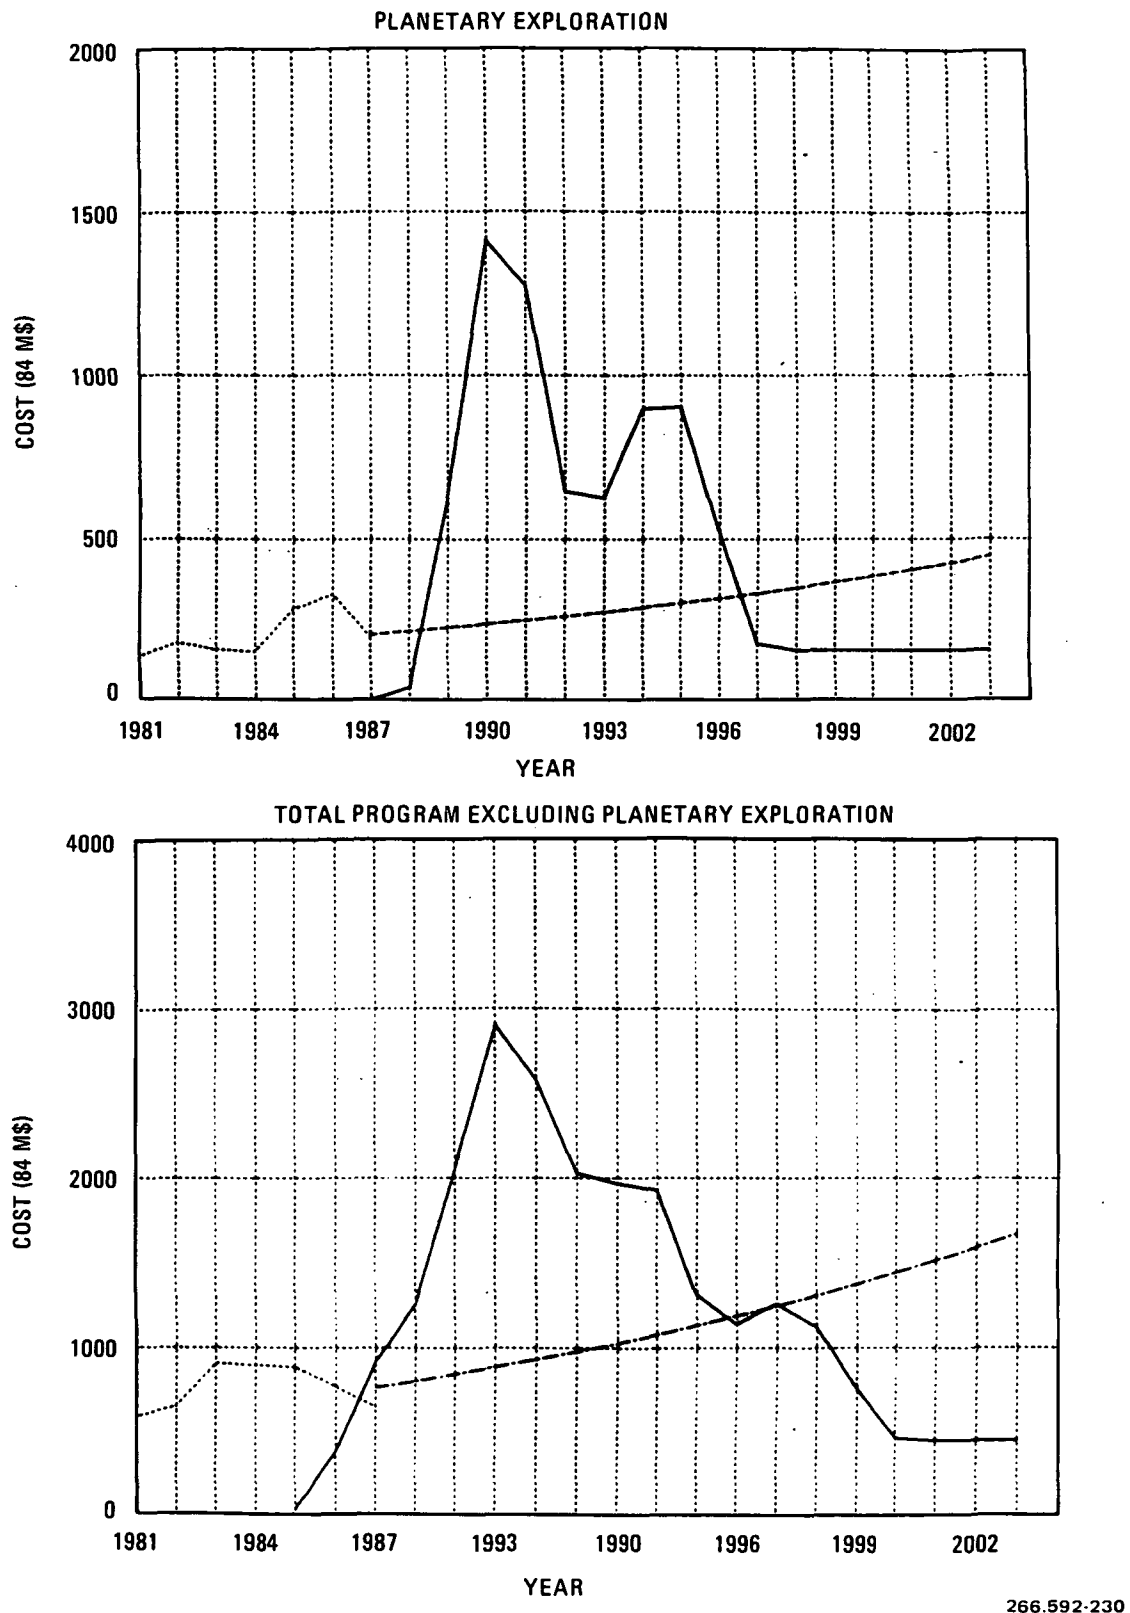 PLANETARY EXPLORATION
2000
1500
1000
500
0
COST (84 M$)
1981 1984 1987 1990 1993 1996 1999 2002
YEAR
TOTAL PROGRAM EXCLUDING PLANETARY EXPLORATION
4000
3000
2000
1000
0
COST (84 M$)
1981 1984 1987 1993 1990 1996 1999 2002
YEAR
266.592-230